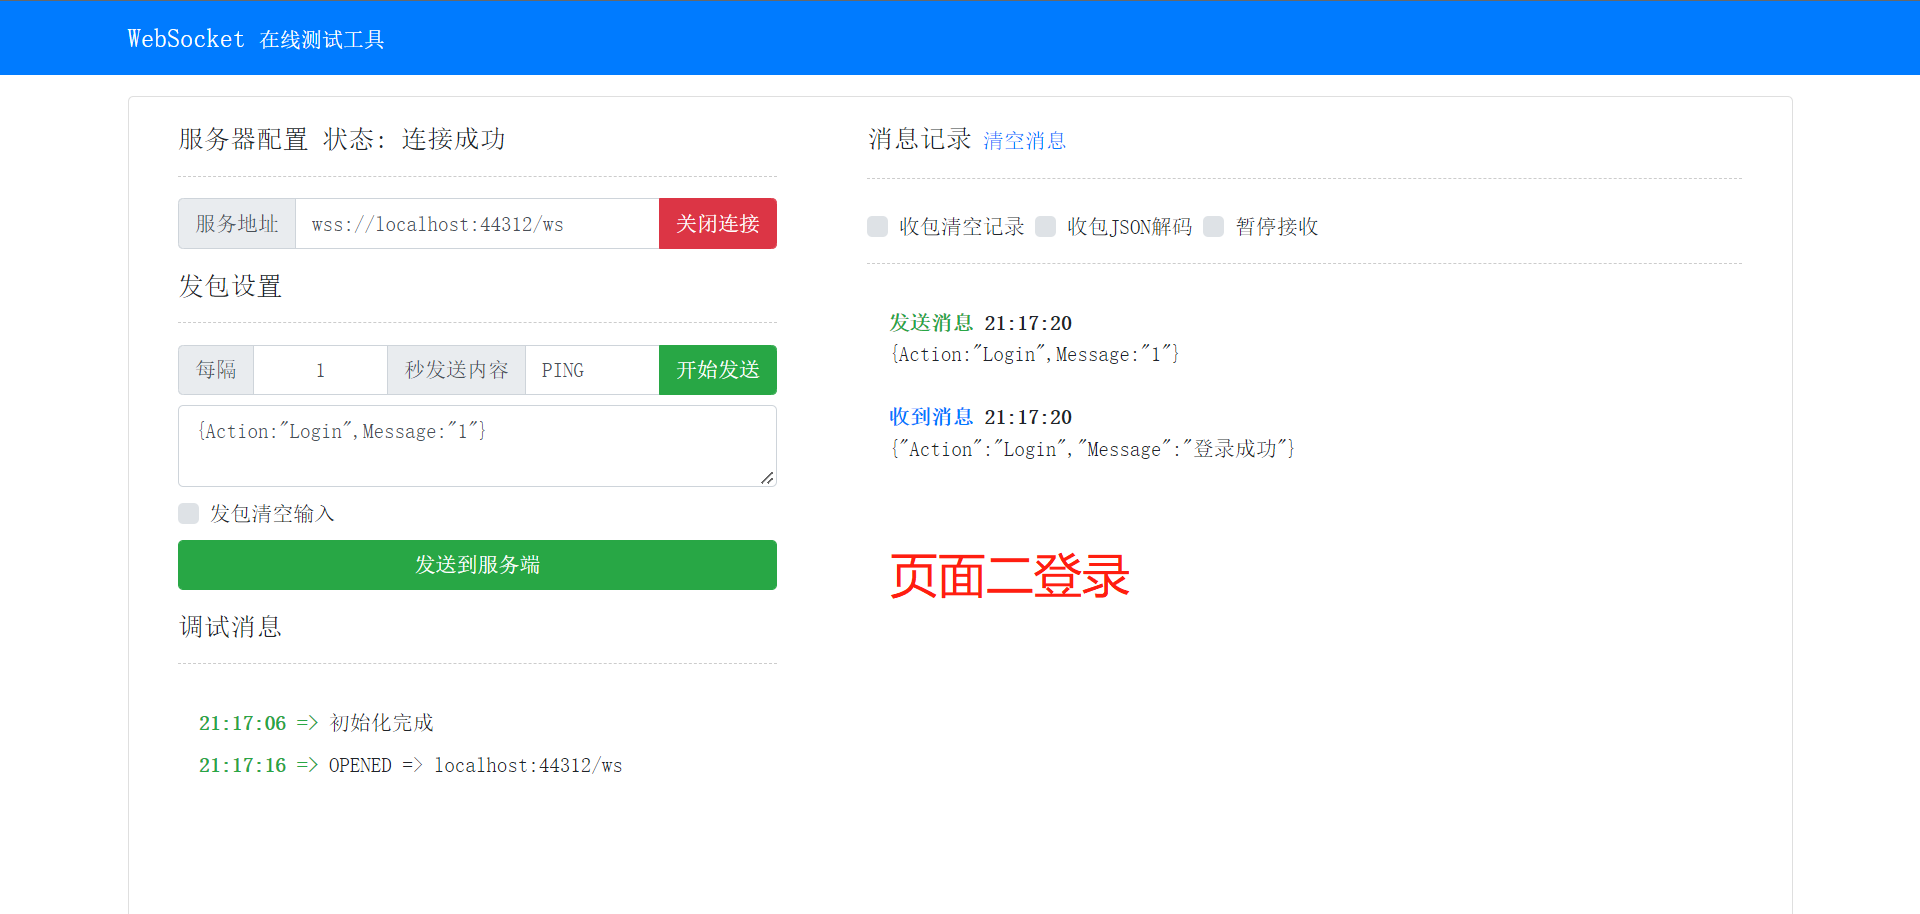 WebSocket 在线测试工具
服务器配置 状态: 连接成功
服务地址 wss://localhost:44312/ws 关闭连接
发包设置
每隔 1 秒发送内容 PING 开始发送
{Action:"Login",Message:"1"}
发包清空输入
发送到服务端
调试消息
21:17:06 => 初始化完成
21:17:16 => OPENED => localhost:44312/ws
消息记录 清空消息
收包清空记录 收包JSON解码 暂停接收
发送消息 21:17:20
{Action:"Login",Message:"1"}
收到消息 21:17:20
{"Action":"Login","Message":"登录成功"}
页面二登录